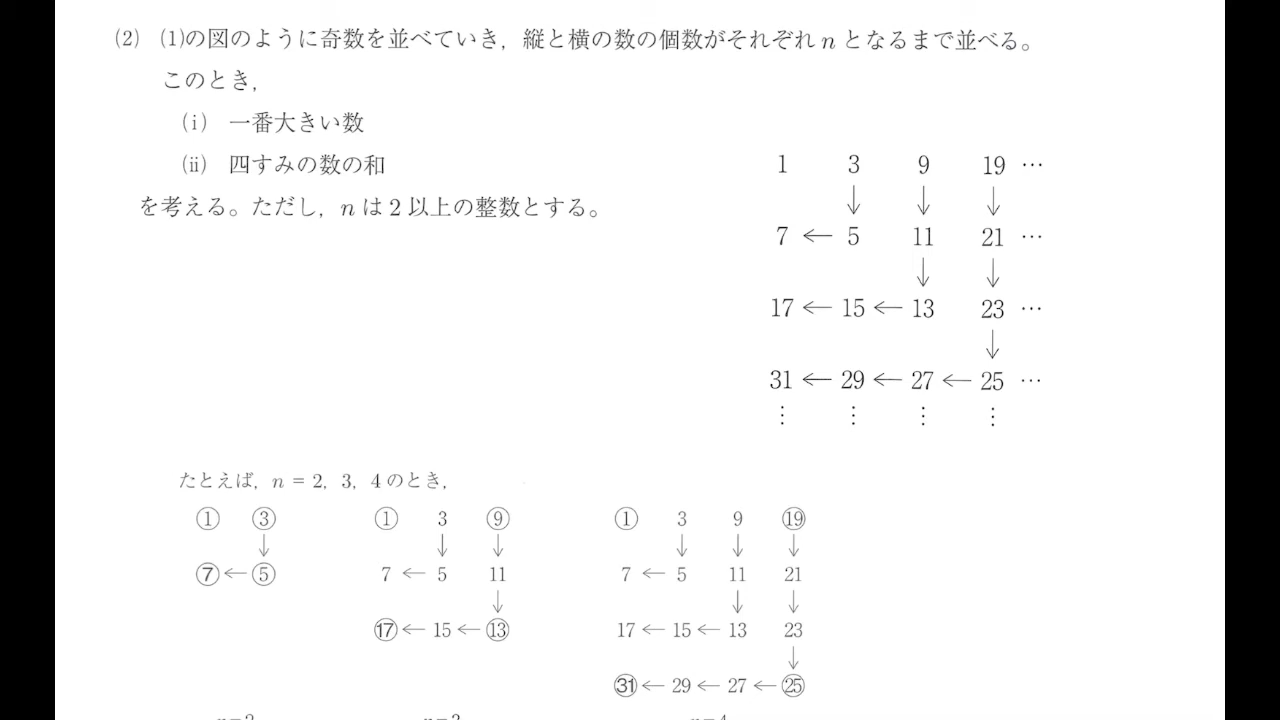 (2) (1)の図のように奇数を並べていき，縦と横の数の個数がそれぞれ n となるまで並べる。
このとき，
(ⅰ) 一番大きい数
(ⅱ) 四すみの数の和
を考える。ただし，n は 2 以上の整数とする。
1 3 9 19 …
↓ ↓ ↓
7 ← 5 11 21 …
↓ ↓
17 ← 15 ← 13 23 …
↓
31 ← 29 ← 27 ← 25 …
⋮ ⋮ ⋮ ⋮
たとえば，n = 2，3，4 のとき，
① ③
↓
⑦ ← ⑤
① 3 ⑨
↓ ↓
7 ← 5 11
↓
⑰ ← 15 ← ⑬
① 3 9 ⑲
↓ ↓ ↓
7 ← 5 11 21
↓ ↓
17 ← 15 ← 13 23
↓
㉛ ← 29 ← 27 ← ㉕